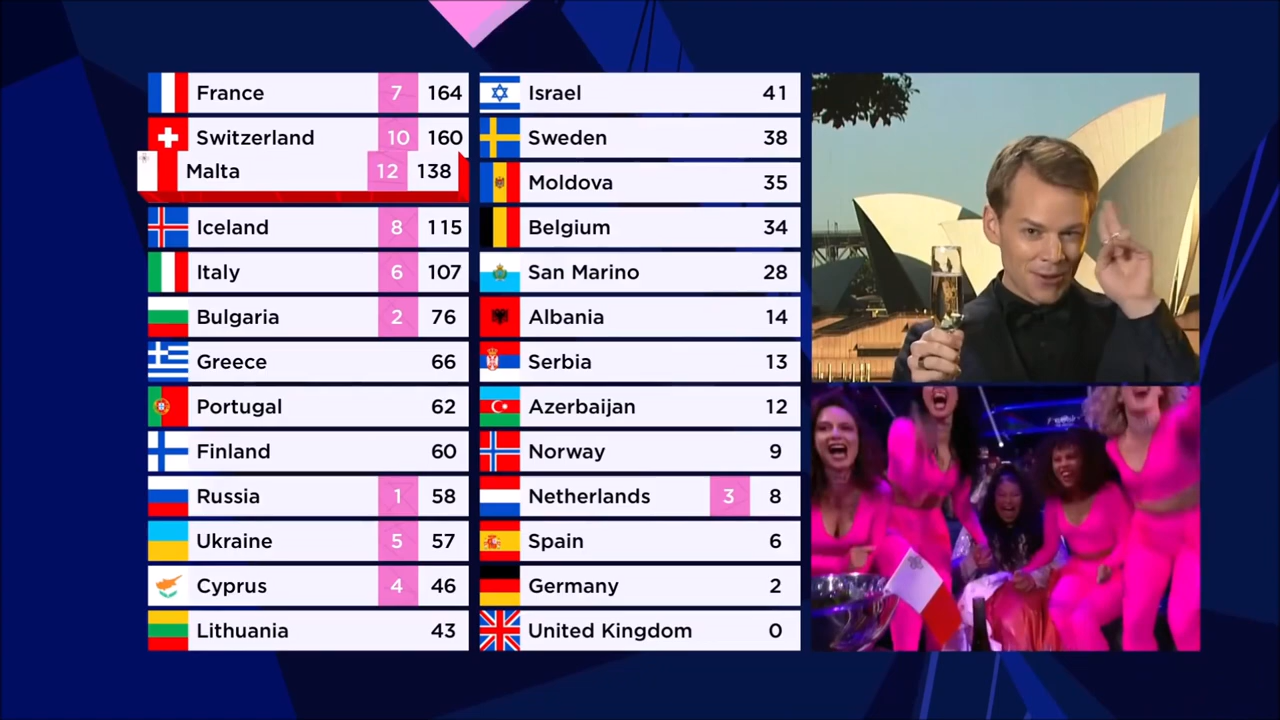 France 7 164
Switzerland 10 160
Malta 12 138
Iceland 8 115
Italy 6 107
Bulgaria 2 76
Greece 66
Portugal 62
Finland 60
Russia 1 58
Ukraine 5 57
Cyprus 4 46
Lithuania 43
Israel 41
Sweden 38
Moldova 35
Belgium 34
San Marino 28
Albania 14
Serbia 13
Azerbaijan 12
Norway 9
Netherlands 3 8
Spain 6
Germany 2
United Kingdom 0